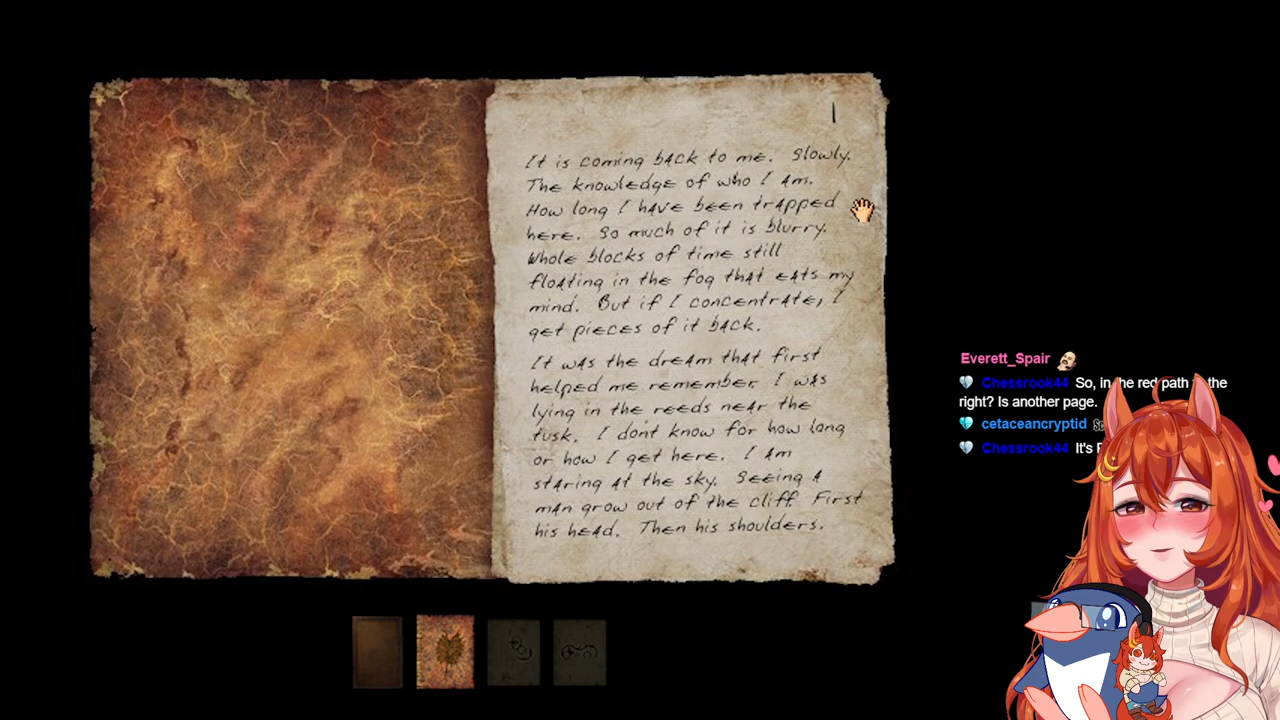 It is coming back to me. Slowly.
The knowledge of who I am.
How long I have been trapped
here. So much of it is blurry.
Whole blocks of time still
floating in the fog that eats my
mind. But if I concentrate, I
get pieces of it back.
It was the dream that first
helped me remember. I was
lying in the reeds near the
tusk. I dont know for how long
or how I get here. I am
staring at the sky. Seeing a
man grow out of the cliff. First
his head. Then his shoulders.
Everett_Spair
Chessrook44 So, in the red path the
right? Is another page.
cetaceancryptid
Chessrook44 It's